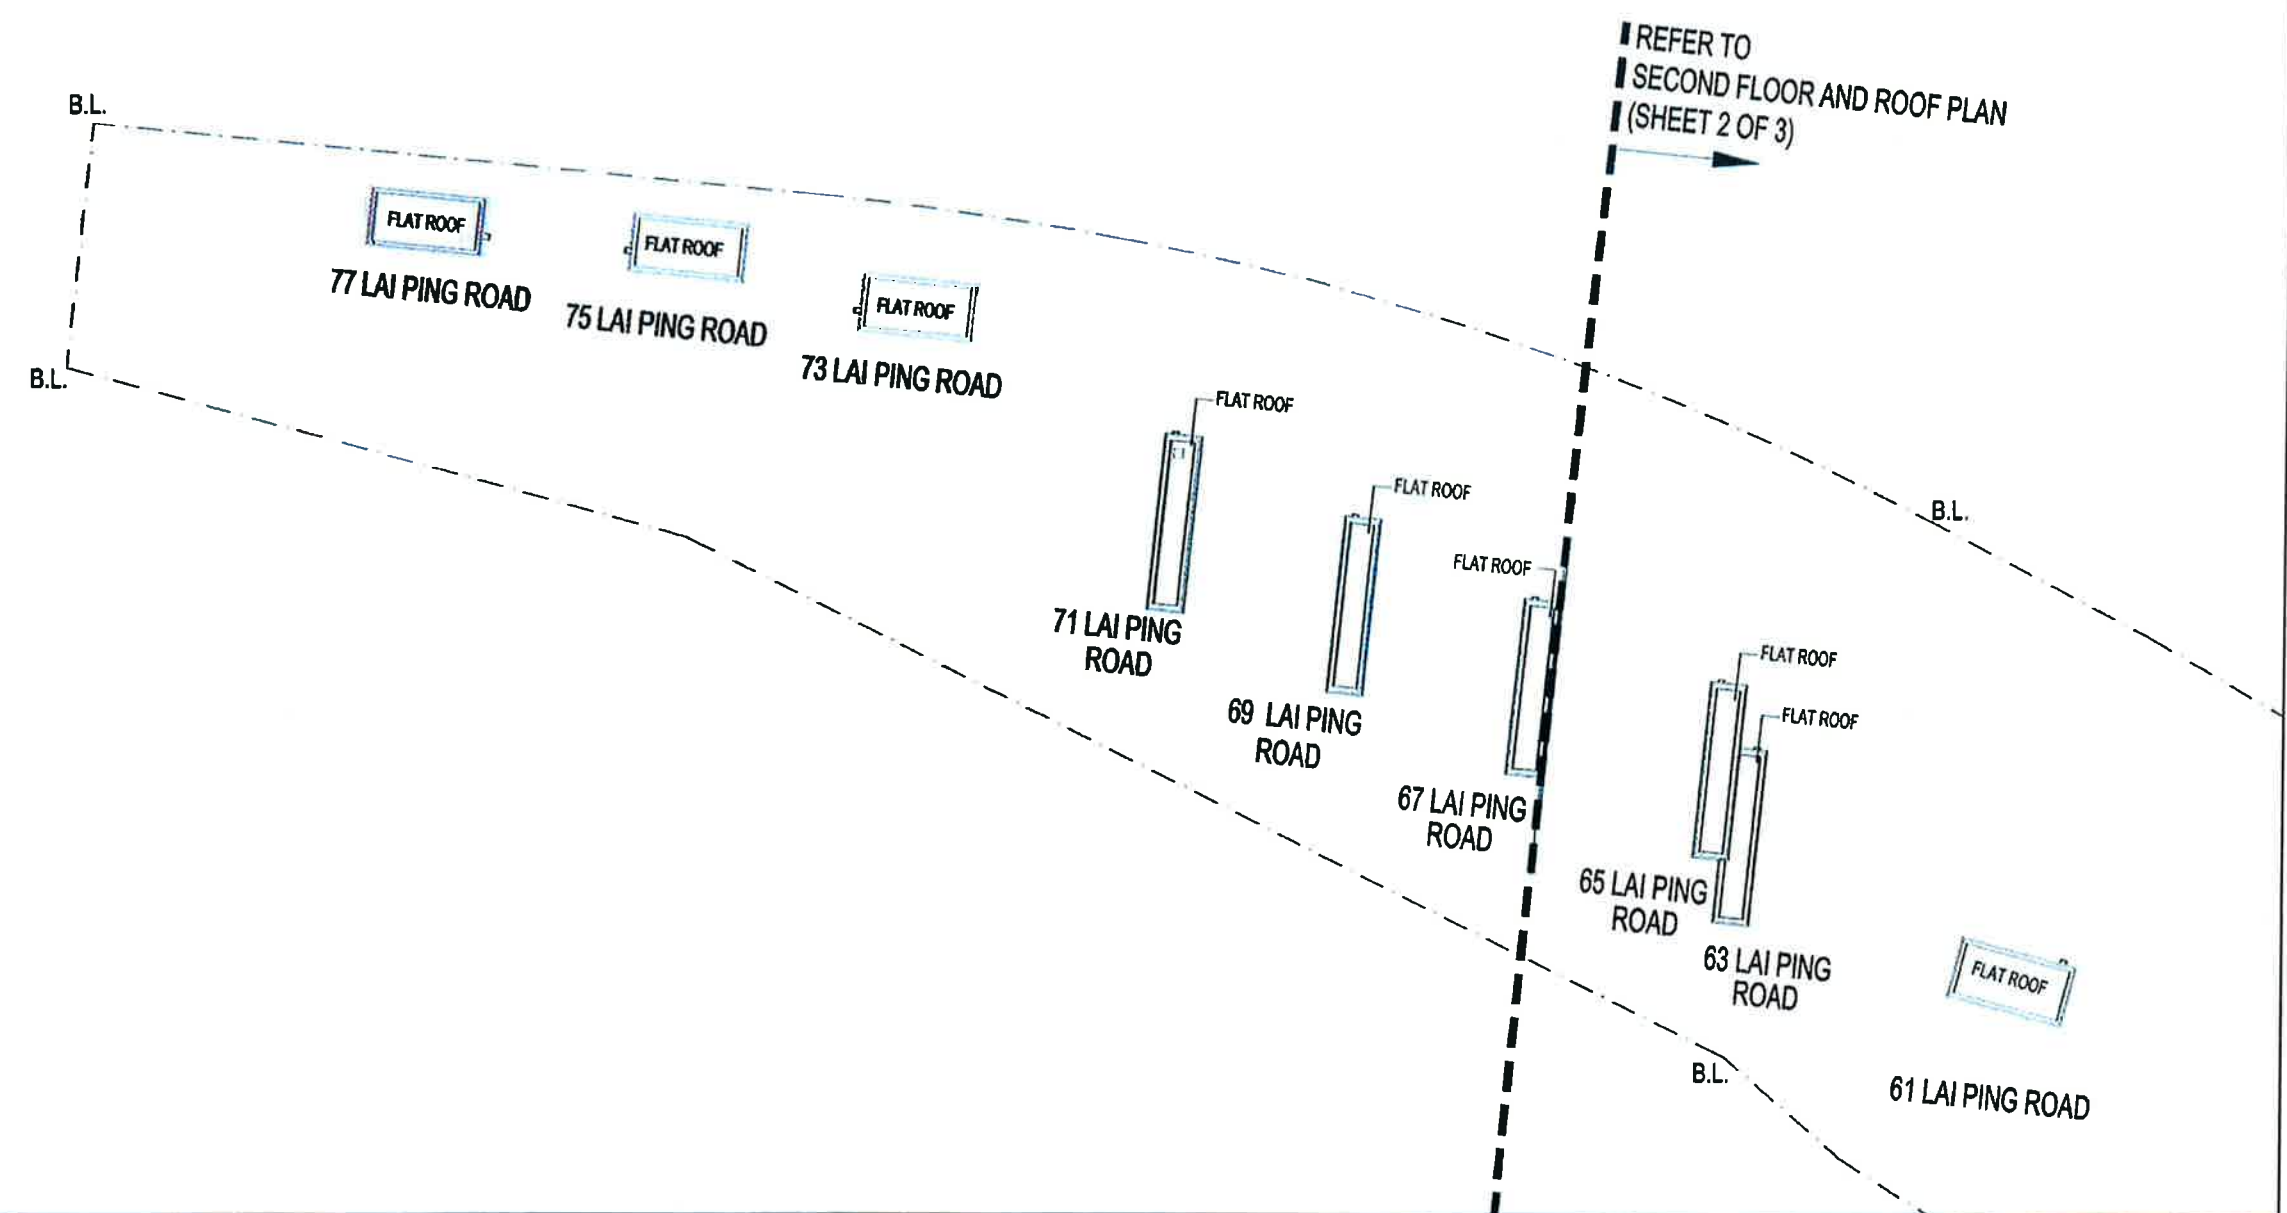 REFER TO
SECOND FLOOR AND ROOF PLAN
(SHEET 2 OF 3)
B.L.
FLAT ROOF
77 LAI PING ROAD
FLAT ROOF
75 LAI PING ROAD
FLAT ROOF
73 LAI PING ROAD
B.L.
FLAT ROOF
71 LAI PING
ROAD
FLAT ROOF
69 LAI PING
ROAD
FLAT ROOF
67 LAI PING
ROAD
B.L.
FLAT ROOF
65 LAI PING
ROAD
FLAT ROOF
63 LAI PING
ROAD
FLAT ROOF
61 LAI PING ROAD
B.L.